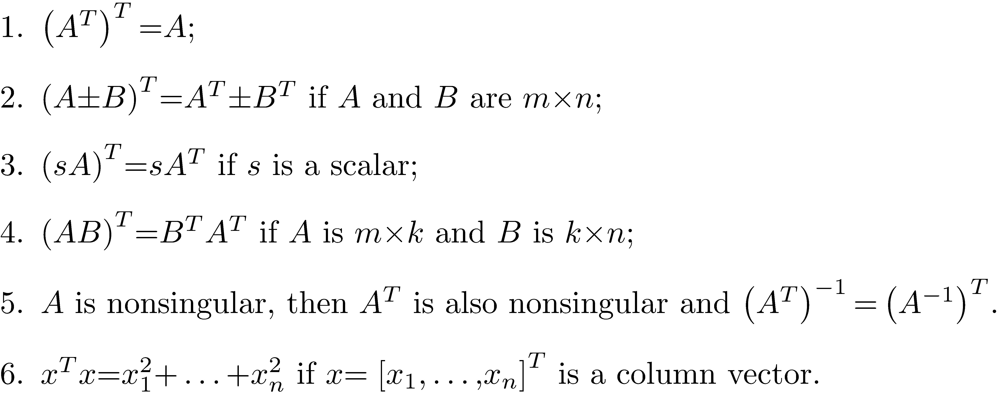 1. $\left(A^T\right)^T=A$;
2. $(A\pm B)^T=A^T\pm B^T$ if $A$ and $B$ are $m\times n$;
3. $(sA)^T=sA^T$ if $s$ is a scalar;
4. $(AB)^T=B^TA^T$ if $A$ is $m\times k$ and $B$ is $k\times n$;
5. $A$ is nonsingular, then $A^T$ is also nonsingular and $\left(A^T\right)^{-1}=\left(A^{-1}\right)^T$.
6. $x^Tx=x_1^2+\ldots+x_n^2$ if $x=[x_1,\ldots,x_n]^T$ is a column vector.